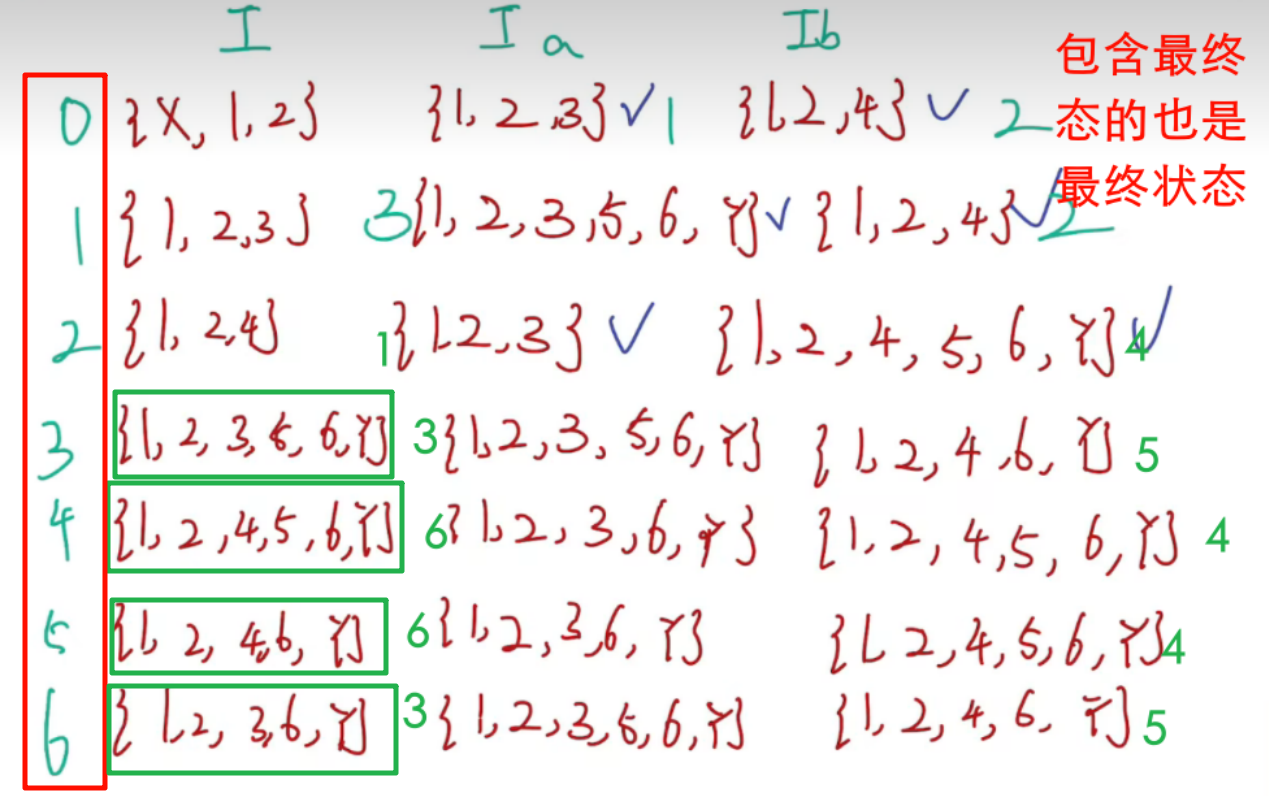 I Ia Ib
包含最终
态的也是
最终状态
0 {X, 1, 2} {1, 2, 3} ✓ 1 {1, 2, 4} ✓ 2
1 {1, 2, 3} 3 {1, 2, 3, 5, 6, Y} ✓ {1, 2, 4} ✓ 2
2 {1, 2, 4} 1 {1, 2, 3} ✓ {1, 2, 4, 5, 6, Y} ✓ 4
3 {1, 2, 3, 5, 6, Y} 3 {1, 2, 3, 5, 6, Y} {1, 2, 4, 6, Y} 5
4 {1, 2, 4, 5, 6, Y} 6 {1, 2, 3, 6, Y} {1, 2, 4, 5, 6, Y} 4
5 {1, 2, 4, 6, Y} 6 {1, 2, 3, 6, Y} {1, 2, 4, 5, 6, Y} 4
6 {1, 2, 3, 6, Y} 3 {1, 2, 3, 5, 6, Y} {1, 2, 4, 6, Y} 5